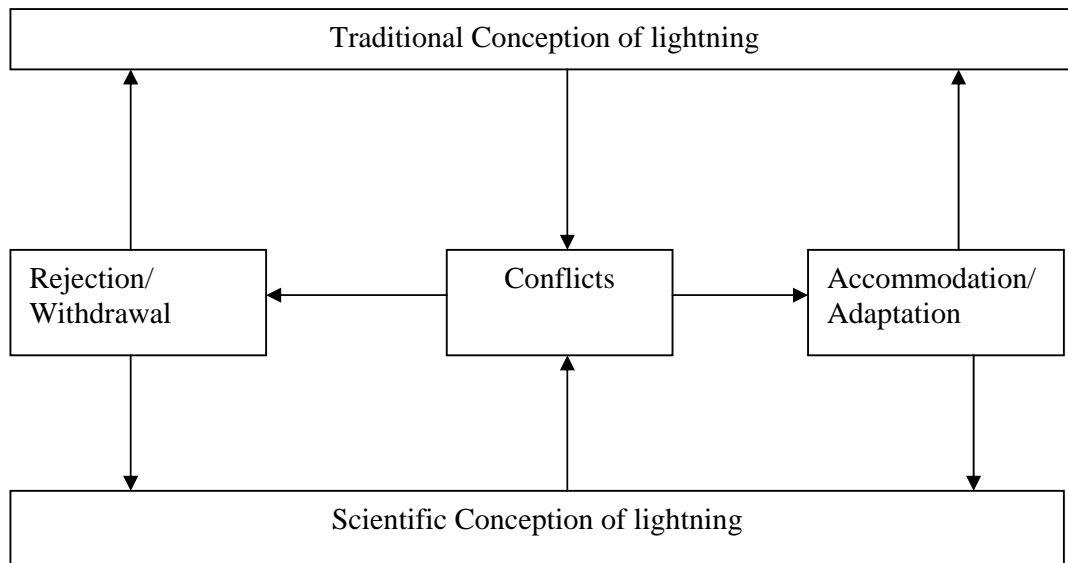 Traditional Conception of lightning
Rejection/
Withdrawal
Conflicts
Accommodation/
Adaptation
Scientific Conception of lightning